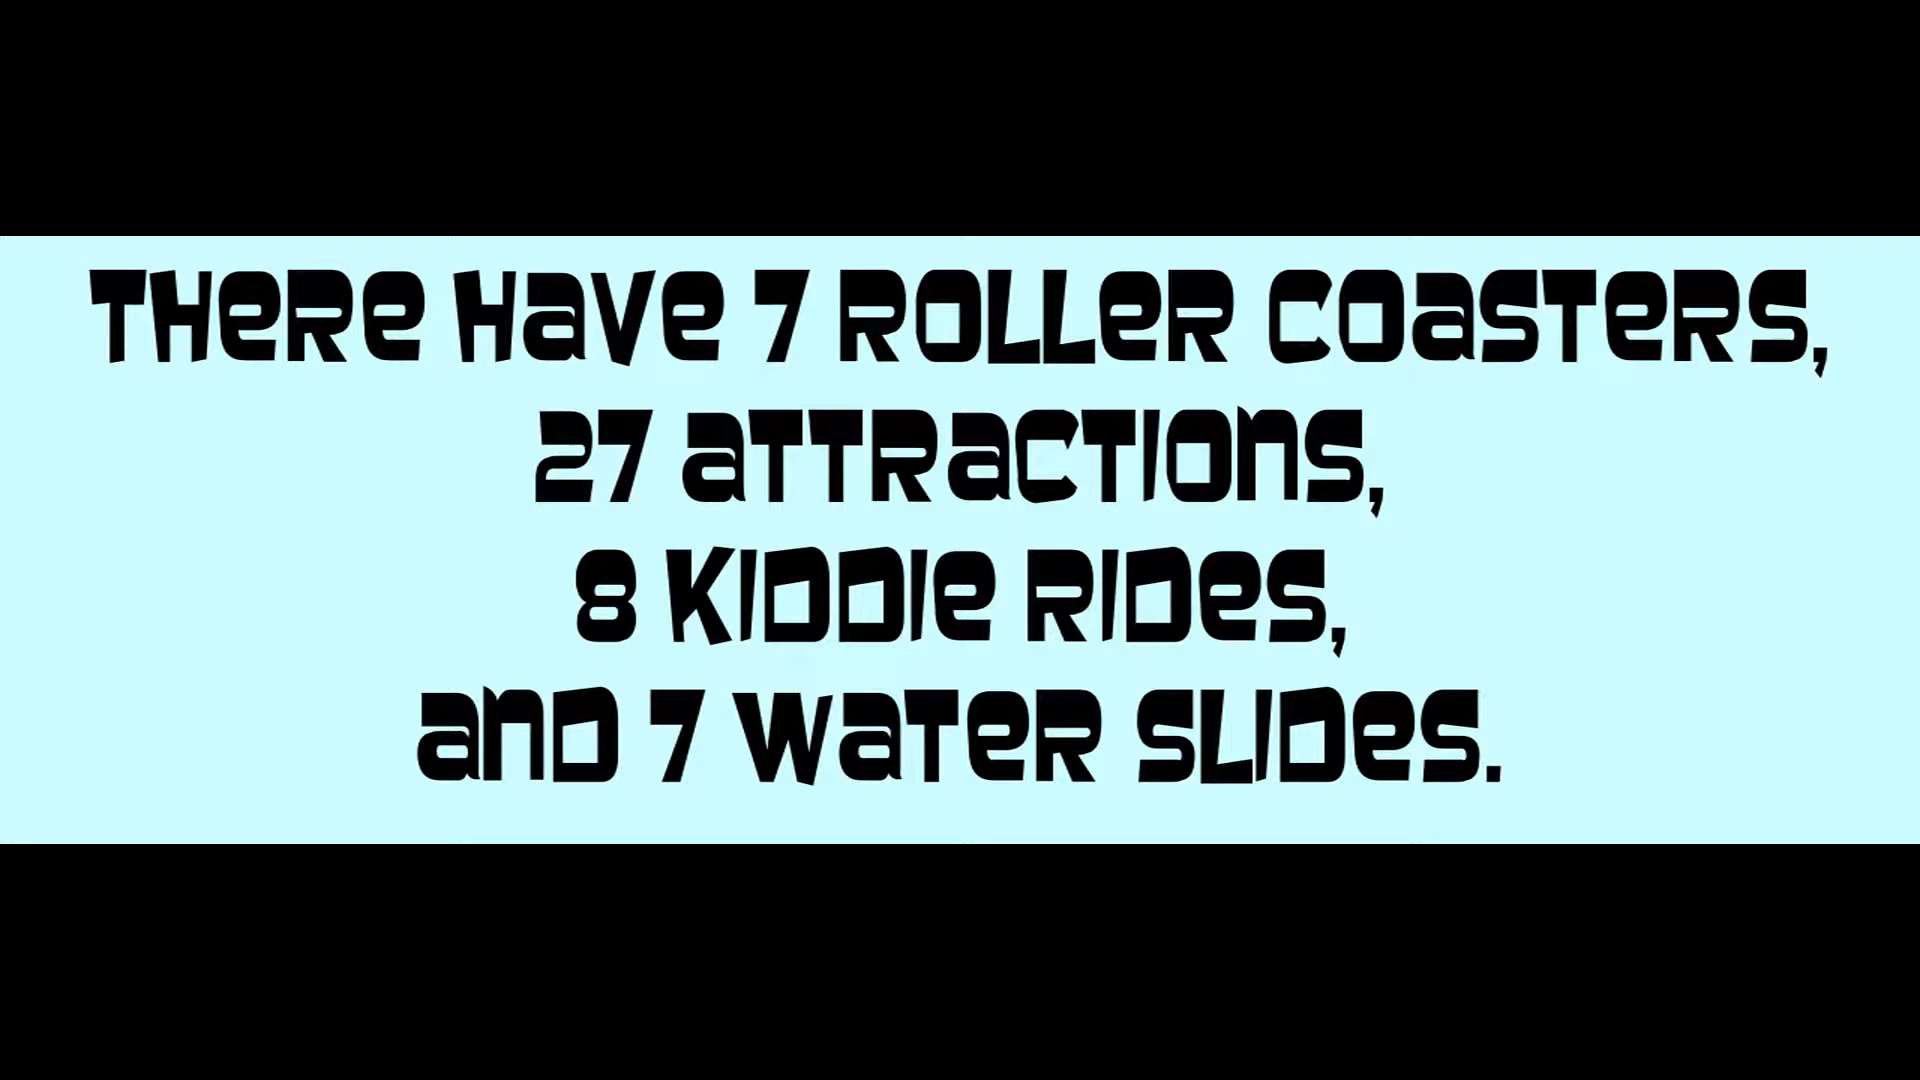 There have 7 roller coasters,
27 attractions,
8 kiddie rides,
and 7 water slides.